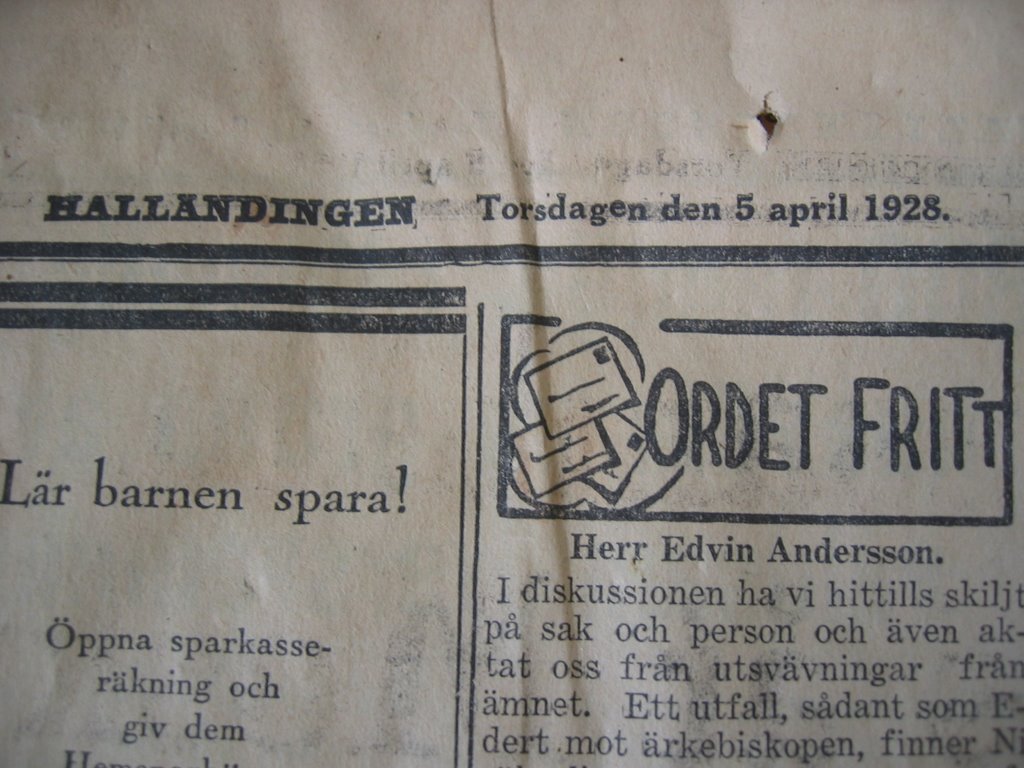 HALLANDINGEN Torsdagen den 5 april 1928.
Lär barnen spara!
Öppna sparkasse-
räkning och
giv dem
ORDET FRITT
Herr Edvin Andersson.
I diskussionen ha vi hittills skiljt
på sak och person och även ak-
tat oss från utsvävningar från
ämnet. Ett utfall, sådant som E-
dert mot ärkebiskopen, finner Ni